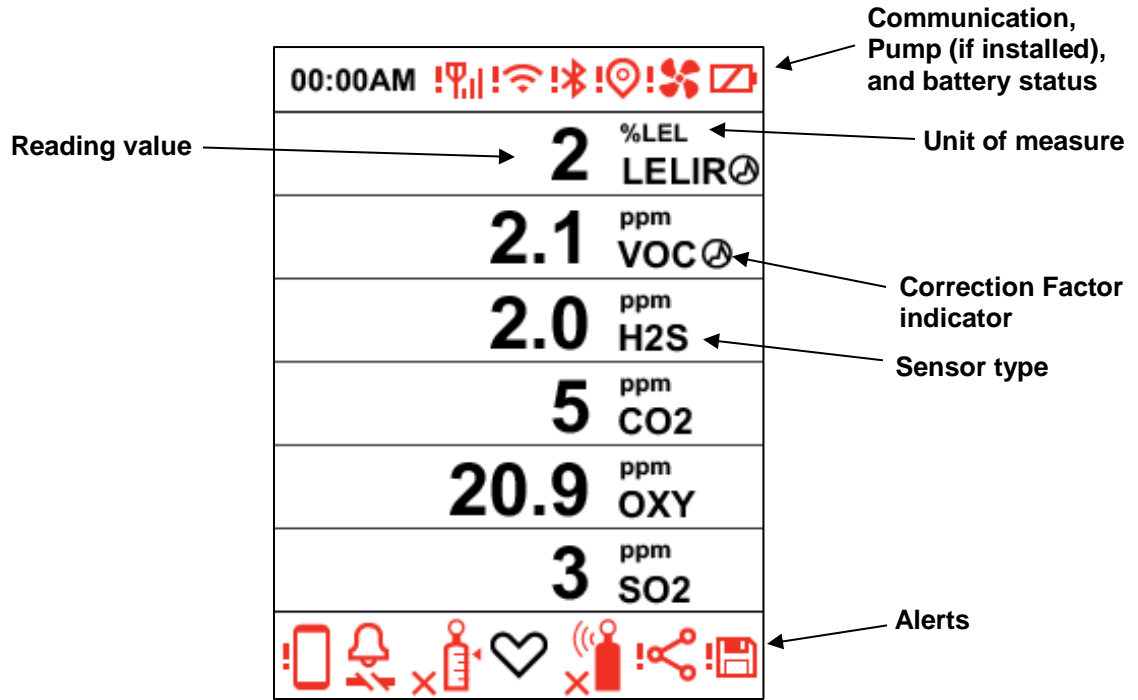 Communication,
Pump (if installed),
and battery status
00:00AM ! ! ! ! !
Reading value
2 %LEL
LELIR
Unit of measure
2.1 ppm
VOC
Correction Factor
indicator
2.0 ppm
H2S
Sensor type
5 ppm
CO2
20.9 ppm
OXY
3 ppm
SO2
Alerts
! ! !